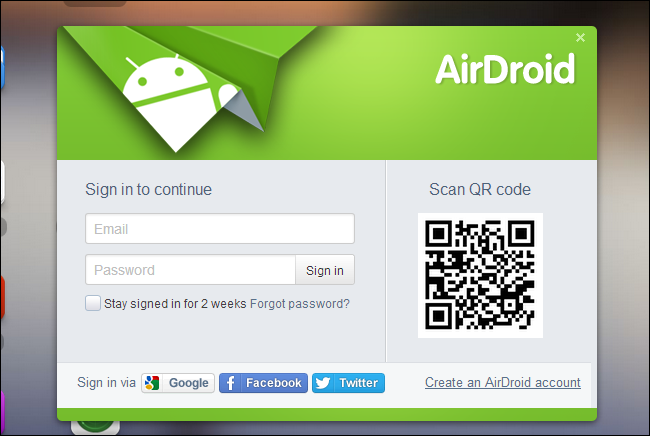 AirDroid
Sign in to continue
Email
Password
Sign in
Stay signed in for 2 weeks Forgot password?
Scan QR code
Sign in via Google Facebook Twitter
Create an AirDroid account